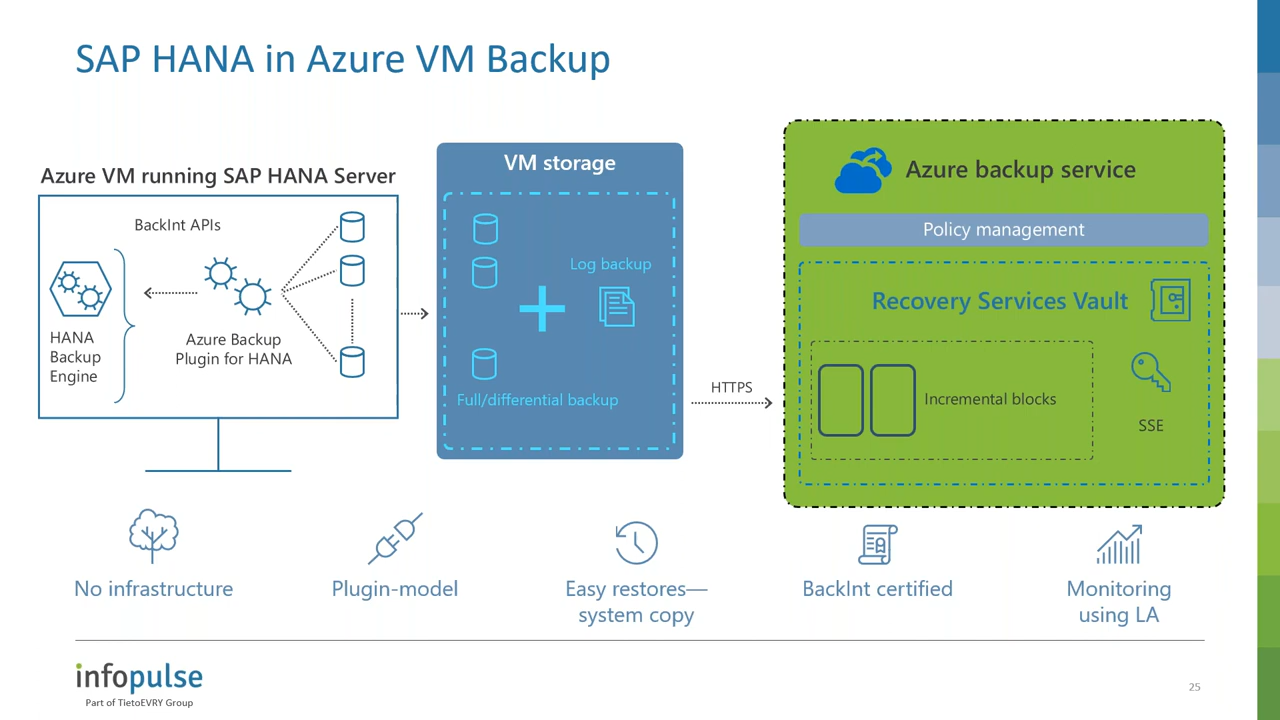 SAP HANA in Azure VM Backup
Azure VM running SAP HANA Server
BackInt APIs
HANA
Backup
Engine
Azure Backup
Plugin for HANA
VM storage
Log backup
Full/differential backup
HTTPS
Azure backup service
Policy management
Recovery Services Vault
Incremental blocks
SSE
No infrastructure
Plugin-model
Easy restores—
system copy
BackInt certified
Monitoring
using LA
infopulse
Part of TietoEVRY Group
25